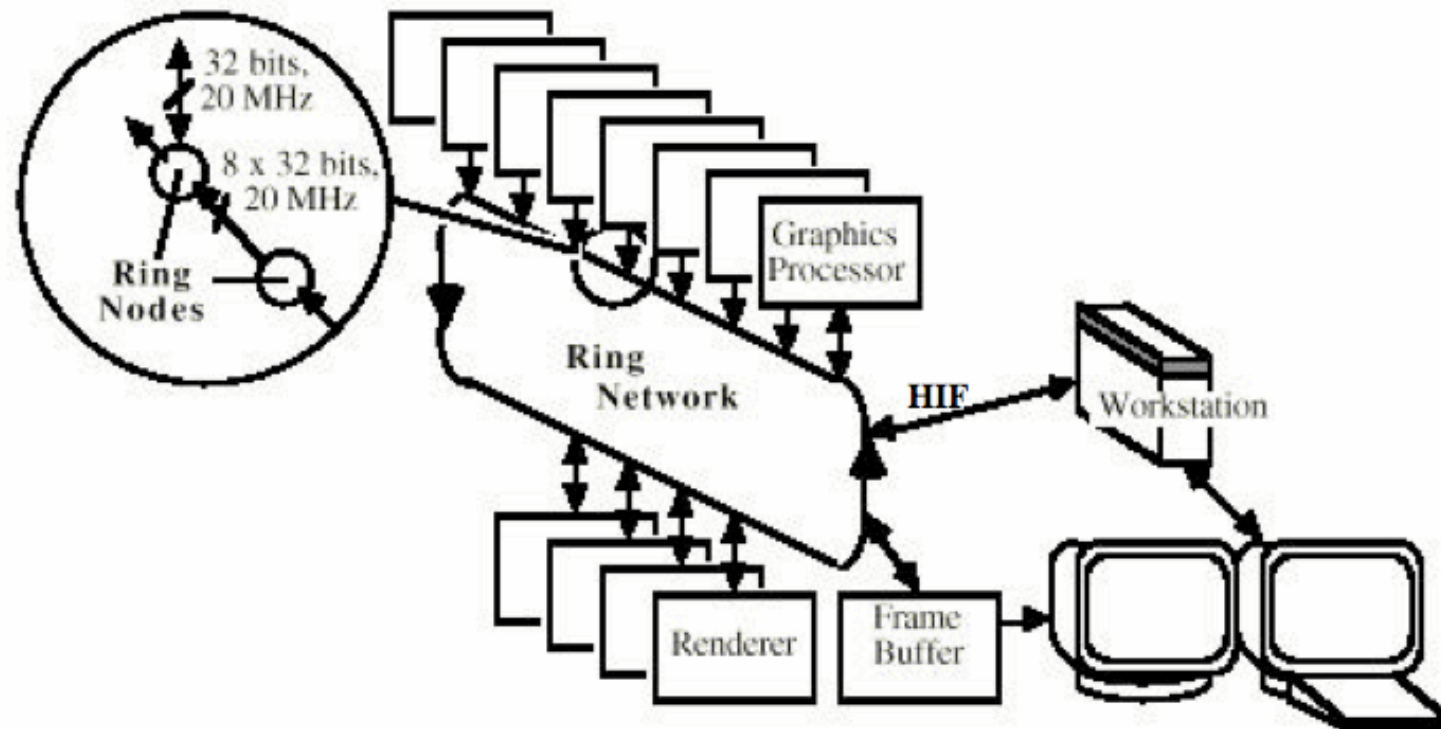 32 bits,
20 MHz
8 x 32 bits,
20 MHz
Ring
Nodes
Graphics
Processor
Ring
Network
HIF
Workstation
Renderer
Frame
Buffer